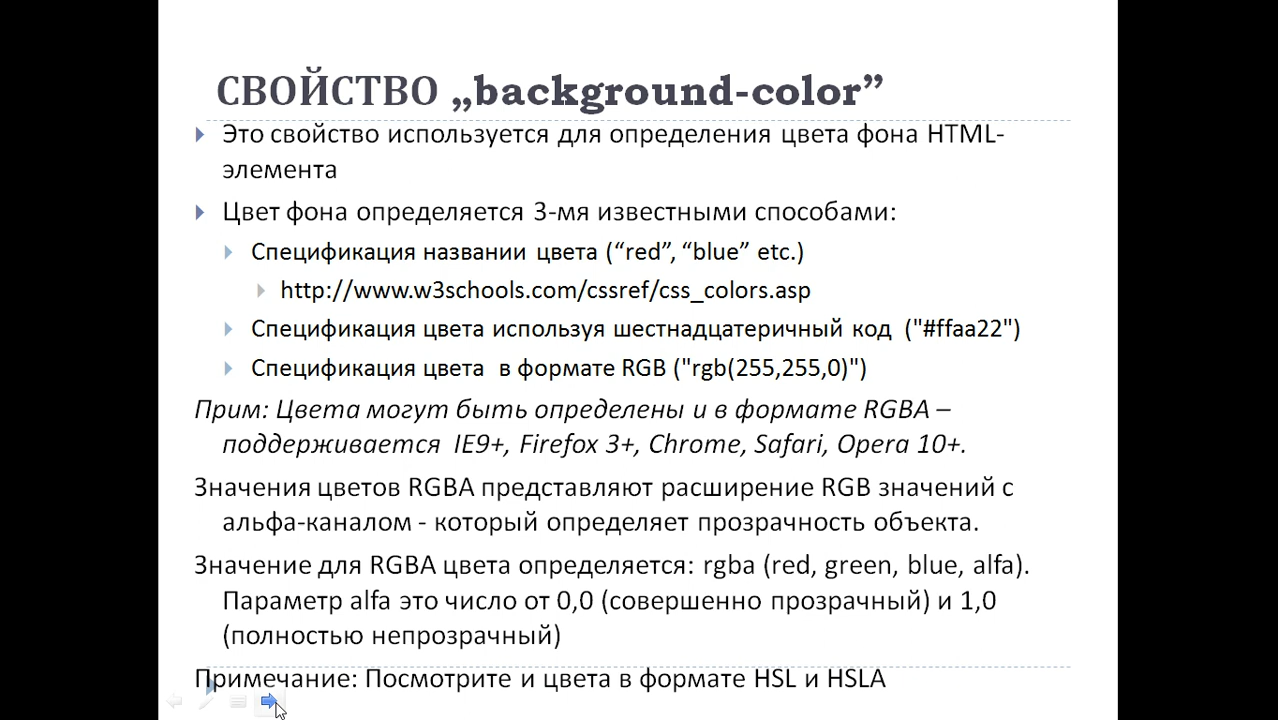 СВОЙСТВО „background-color”
Это свойство используется для определения цвета фона HTML-
элемента
Цвет фона определяется 3-мя известными способами:
Спецификация названии цвета (“red”, “blue” etc.)
http://www.w3schools.com/cssref/css_colors.asp
Спецификация цвета используя шестнадцатеричный код ("#ffaa22")
Спецификация цвета в формате RGB ("rgb(255,255,0)")
Прим: Цвета могут быть определены и в формате RGBA –
поддерживается IE9+, Firefox 3+, Chrome, Safari, Opera 10+.
Значения цветов RGBA представляют расширение RGB значений с
альфа-каналом - который определяет прозрачность объекта.
Значение для RGBA цвета определяется: rgba (red, green, blue, alfa).
Параметр alfa это число от 0,0 (совершенно прозрачный) и 1,0
(полностью непрозрачный)
Примечание: Посмотрите и цвета в формате HSL и HSLA